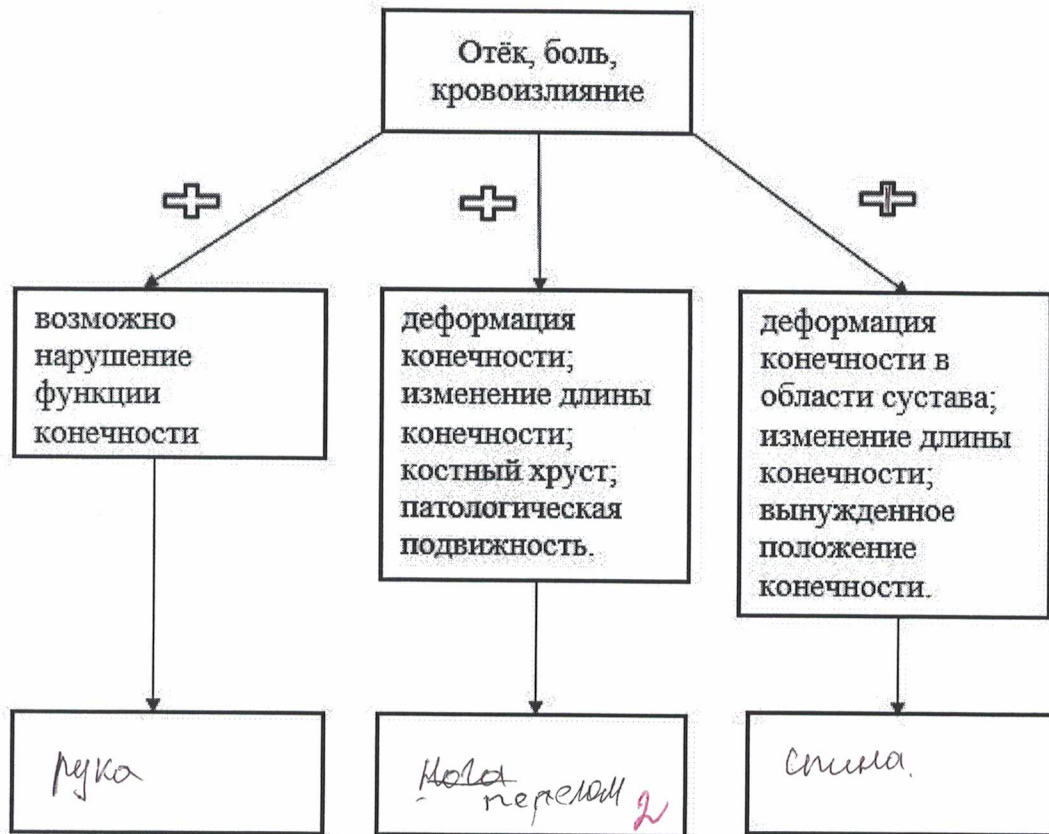 Отёк, боль,
кровоизлияние
возможно
нарушение
функции
конечности
деформация
конечности;
изменение длины
конечности;
костный хруст;
патологическая
подвижность.
деформация
конечности в
области сустава;
изменение длины
конечности;
вынужденное
положение
конечности.
рука
нога
перелом 2
спина.